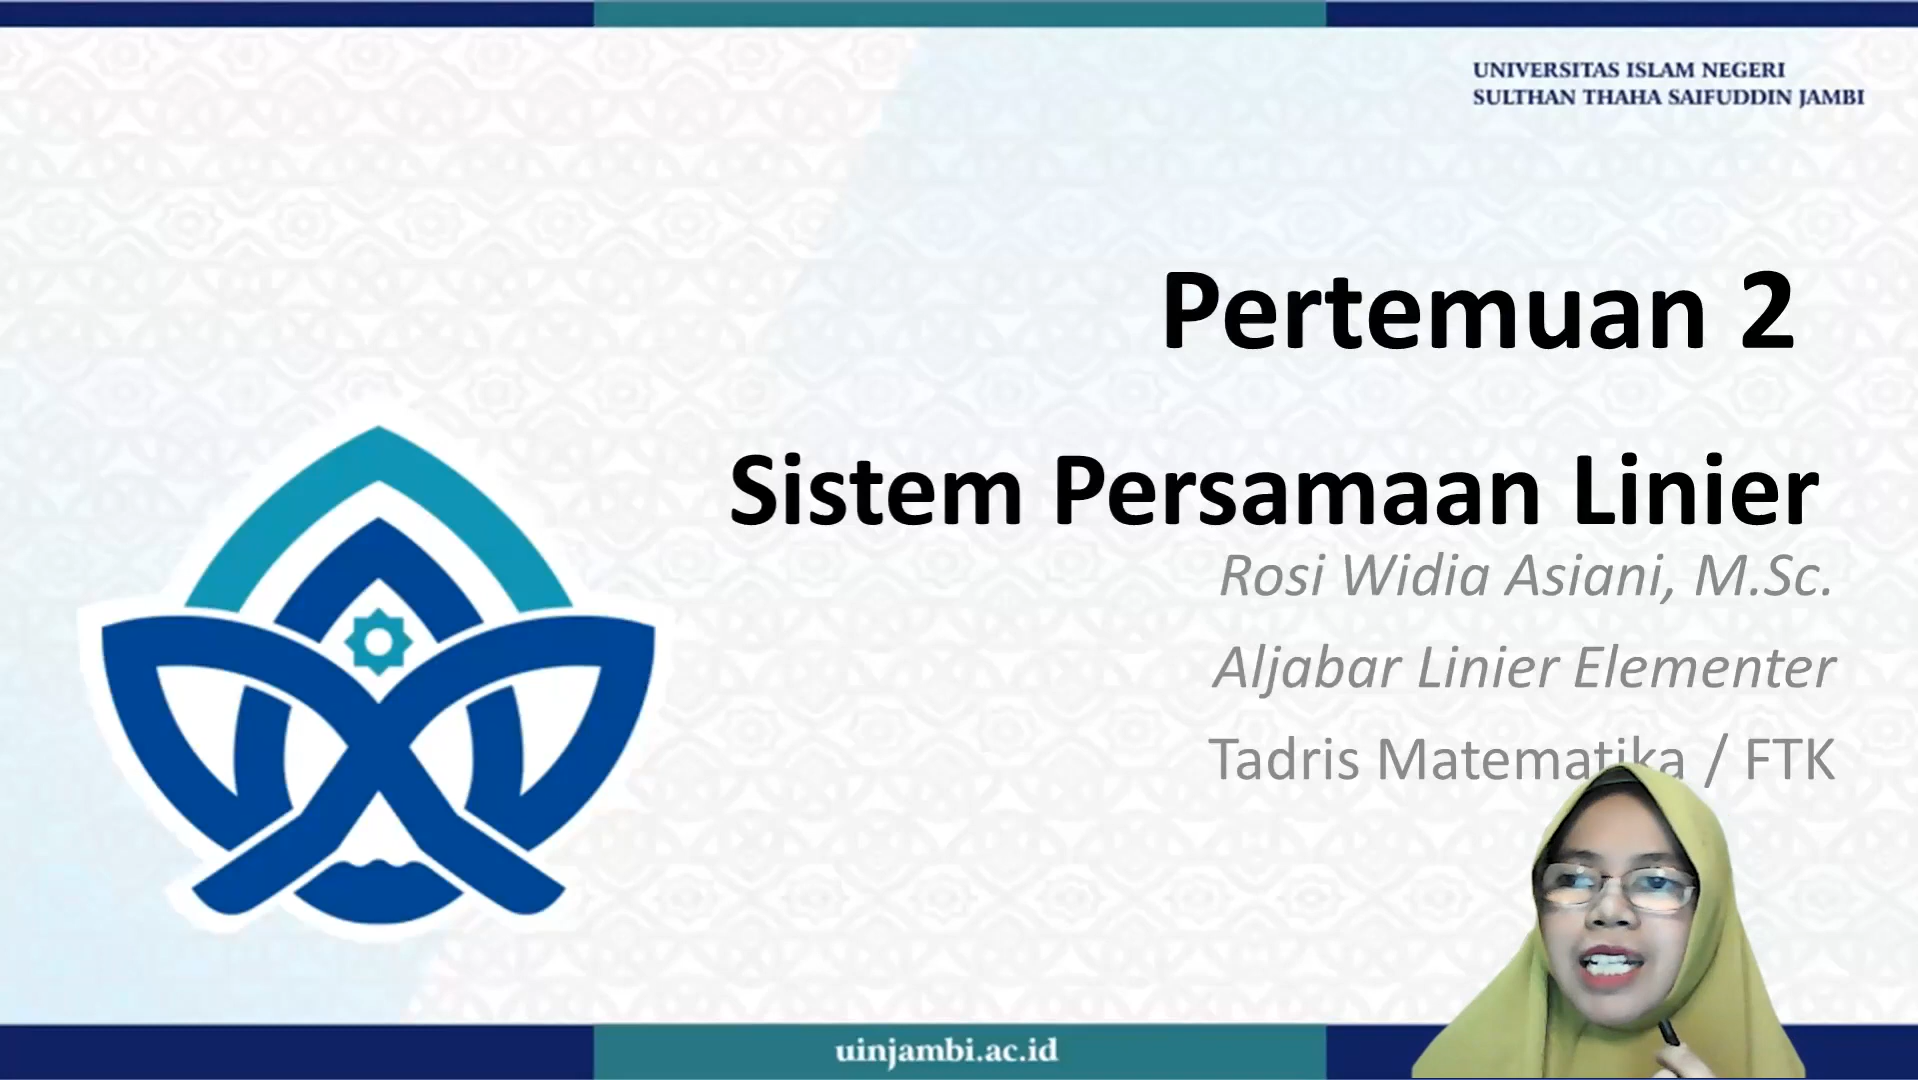 UNIVERSITAS ISLAM NEGERI
SULTHAN THAHA SAIFUDDIN JAMBI
Pertemuan 2
Sistem Persamaan Linier
Rosi Widia Asiani, M.Sc.
Aljabar Linier Elementer
Tadris Matematika / FTK
uinjambi.ac.id